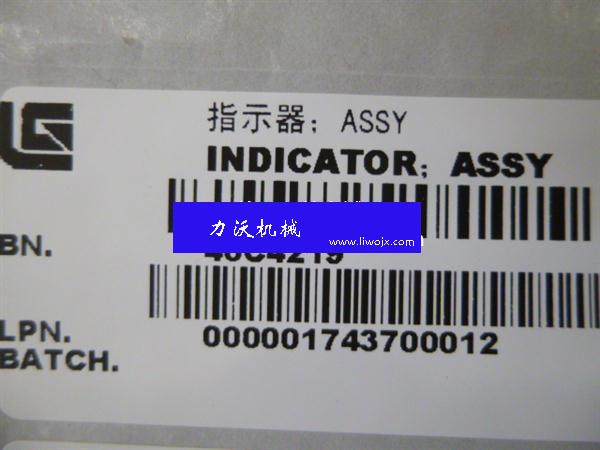 指示器；ASSY
INDICATOR; ASSY
力沃机械
www.liwojx.com
BN.
LPN.
000001743700012
BATCH.